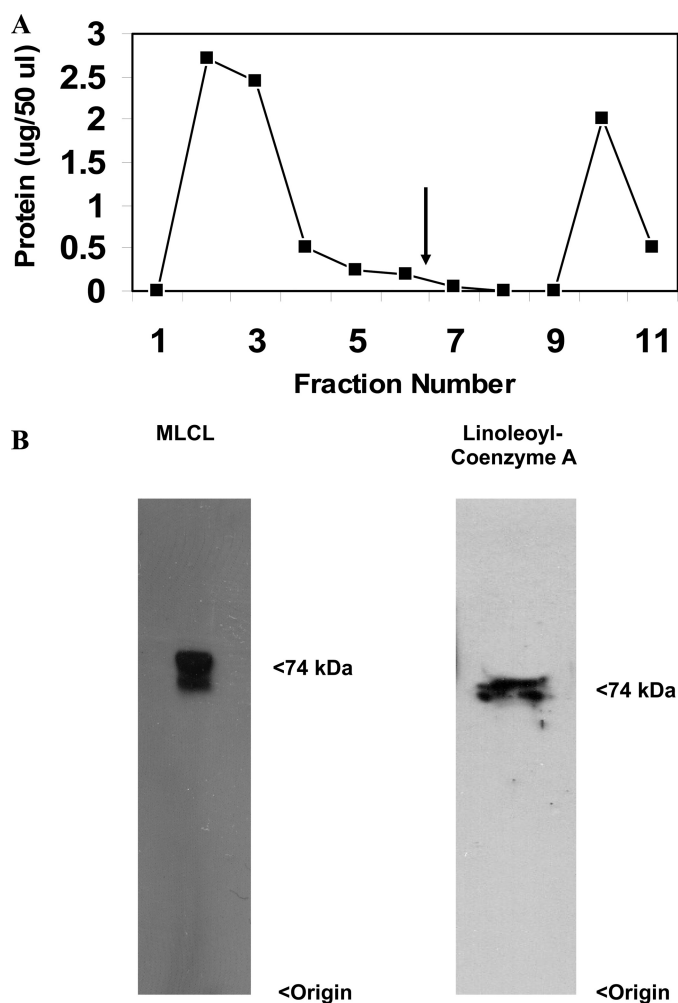 A
Protein (ug/50 ul)
3
2.5
2
1.5
1
0.5
0
1 3 5 7 9 11
Fraction Number
B
MLCL
Linoleoyl-
Coenzyme A
<74 kDa
<74 kDa
<Origin
<Origin